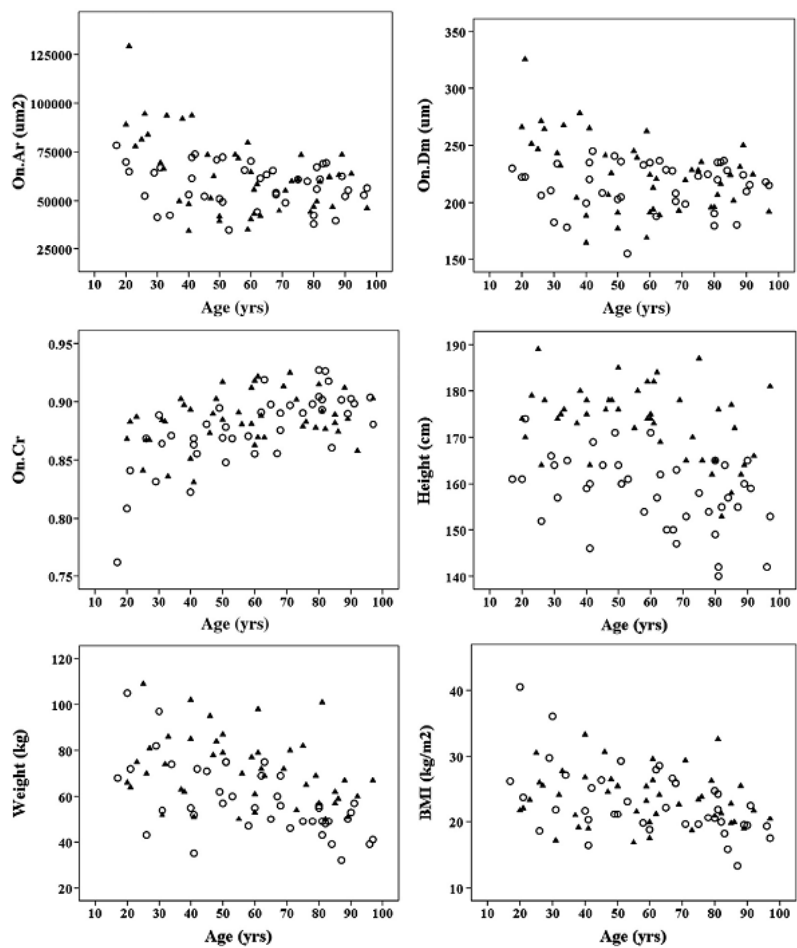 On.Ar (um2)
125000
100000
75000
50000
25000
10 20 30 40 50 60 70 80 90 100
Age (yrs)
On.Dm (um)
350
300
250
200
150
10 20 30 40 50 60 70 80 90 100
Age (yrs)
On.Cr
0.95
0.90
0.85
0.80
0.75
10 20 30 40 50 60 70 80 90 100
Age (yrs)
Height (cm)
190
180
170
160
150
140
10 20 30 40 50 60 70 80 90 100
Age (yrs)
Weight (kg)
120
100
80
60
40
20
10 20 30 40 50 60 70 80 90 100
Age (yrs)
BMI (kg/m2)
40
30
20
10
10 20 30 40 50 60 70 80 90 100
Age (yrs)